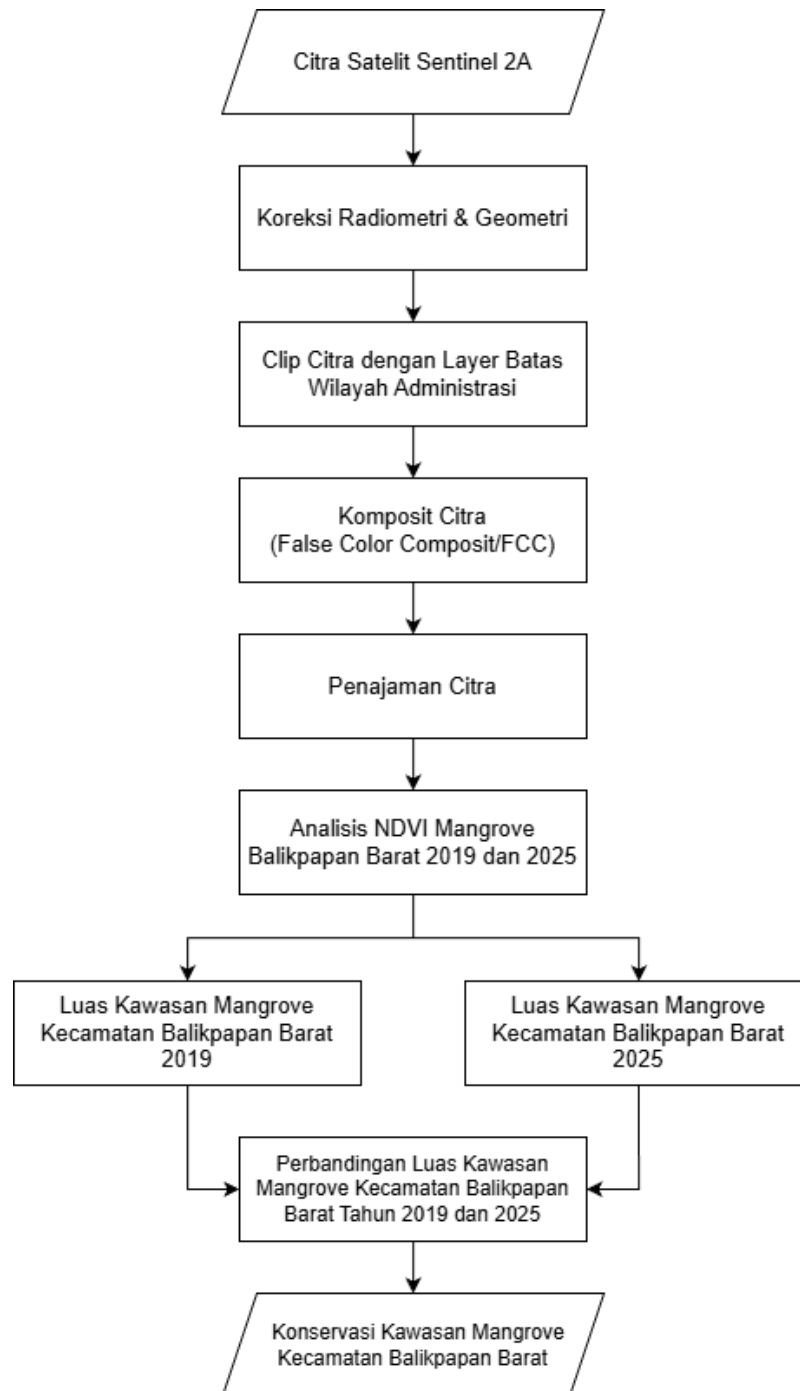 Citra Satelit Sentinel 2A
Koreksi Radiometri & Geometri
Clip Citra dengan Layer Batas
Wilayah Administrasi
Komposit Citra
(False Color Composit/FCC)
Penajaman Citra
Analisis NDVI Mangrove
Balikpapan Barat 2019 dan 2025
Luas Kawasan Mangrove
Kecamatan Balikpapan Barat
2019
Luas Kawasan Mangrove
Kecamatan Balikpapan Barat
2025
Perbandingan Luas Kawasan
Mangrove Kecamatan Balikpapan
Barat Tahun 2019 dan 2025
Konservasi Kawasan Mangrove
Kecamatan Balikpapan Barat